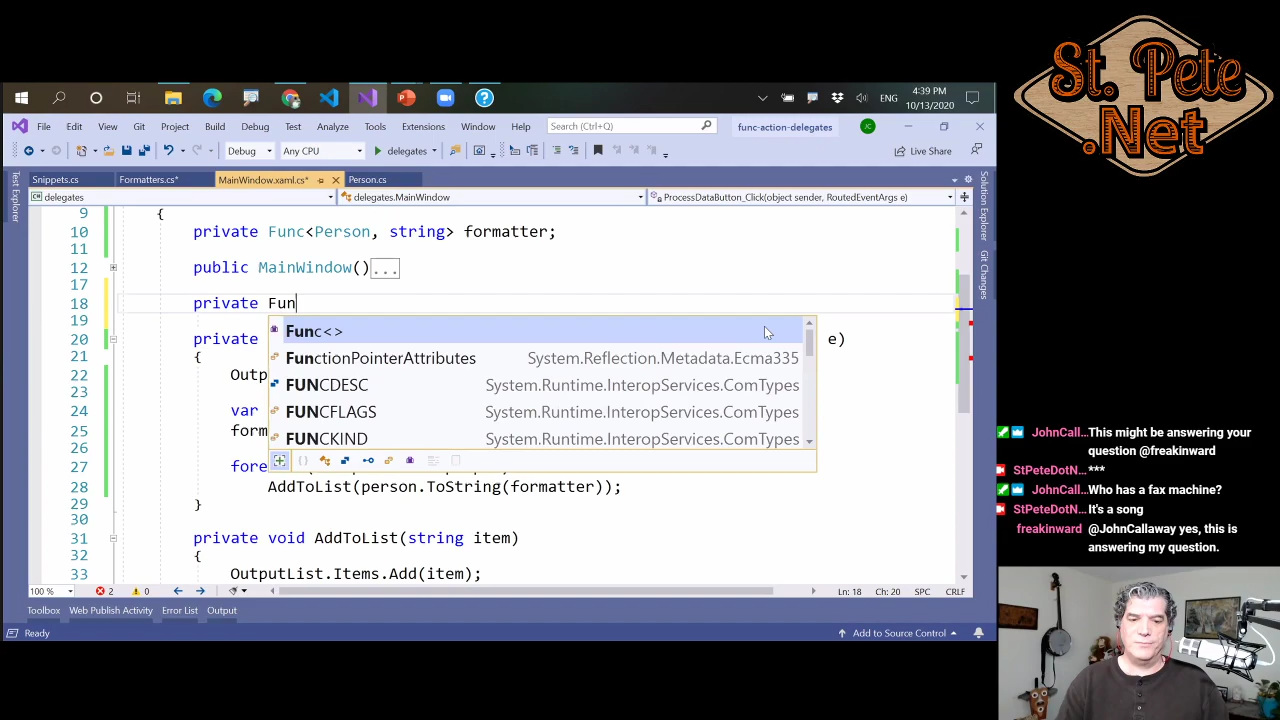 St. Pete
.Net
4:39 PM
ENG
10/13/2020
File Edit View Git Project Build Debug Test Analyze Tools Extensions Window Help Search (Ctrl+Q) func-action-delegates JC
Debug Any CPU delegates Live Share
Snippets.cs Formatters.cs* MainWindow.xaml.cs* Person.cs
delegates delegates.MainWindow ProcessDataButton_Click(object sender, RoutedEventArgs e)
Test Explorer
Solution Explorer
Git Changes
9 {
10 private Func<Person, string> formatter;
11
12 public MainWindow()...
17
18 private Fun
19
20 private e)
21 {
22 Outp
23
24 var
25 form
26
27 fore
28 AddToList(person.ToString(formatter));
29 }
30
31 private void AddToList(string item)
32 {
33 OutputList.Items.Add(item);
Func<>
FunctionPointerAttributes System.Reflection.Metadata.Ecma335
FUNCDESC System.Runtime.InteropServices.ComTypes
FUNCFLAGS System.Runtime.InteropServices.ComTypes
FUNCKIND System.Runtime.InteropServices.ComTypes
100 % 2 0 Ln: 18 Ch: 20 SPC CRLF
Toolbox Web Publish Activity Error List Output
Ready Add to Source Control
JohnCall... This might be answering your
question @freakinward
StPeteDotN... ***
JohnCall... Who has a fax machine?
StPeteDotN... It's a song
freakinward @JohnCallaway yes, this is
answering my question.